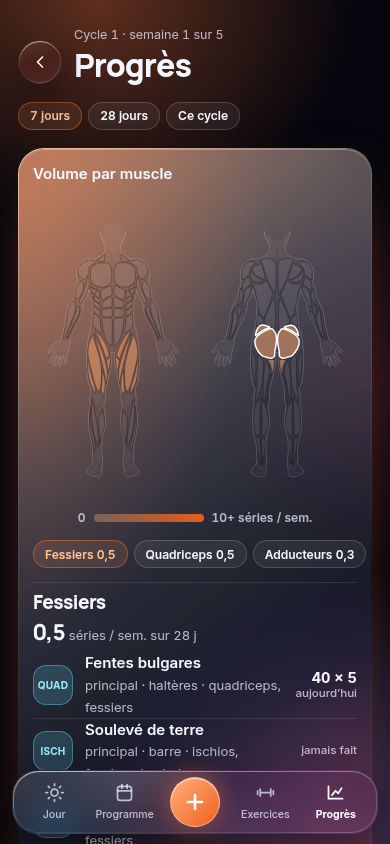 Cycle 1 · semaine 1 sur 5
Progrès
7 jours
28 jours
Ce cycle
Volume par muscle
0
10+ séries / sem.
Fessiers 0,5
Quadriceps 0,5
Adducteurs 0,3
Fessiers
0,5 séries / sem. sur 28 j
QUAD
Fentes bulgares
principal · haltères · quadriceps,
fessiers
40 × 5
aujourd’hui
ISCH
Soulevé de terre
principal · barre · ischios,
jamais fait
Jour
Programme
Exercices
Progrès
fessiers